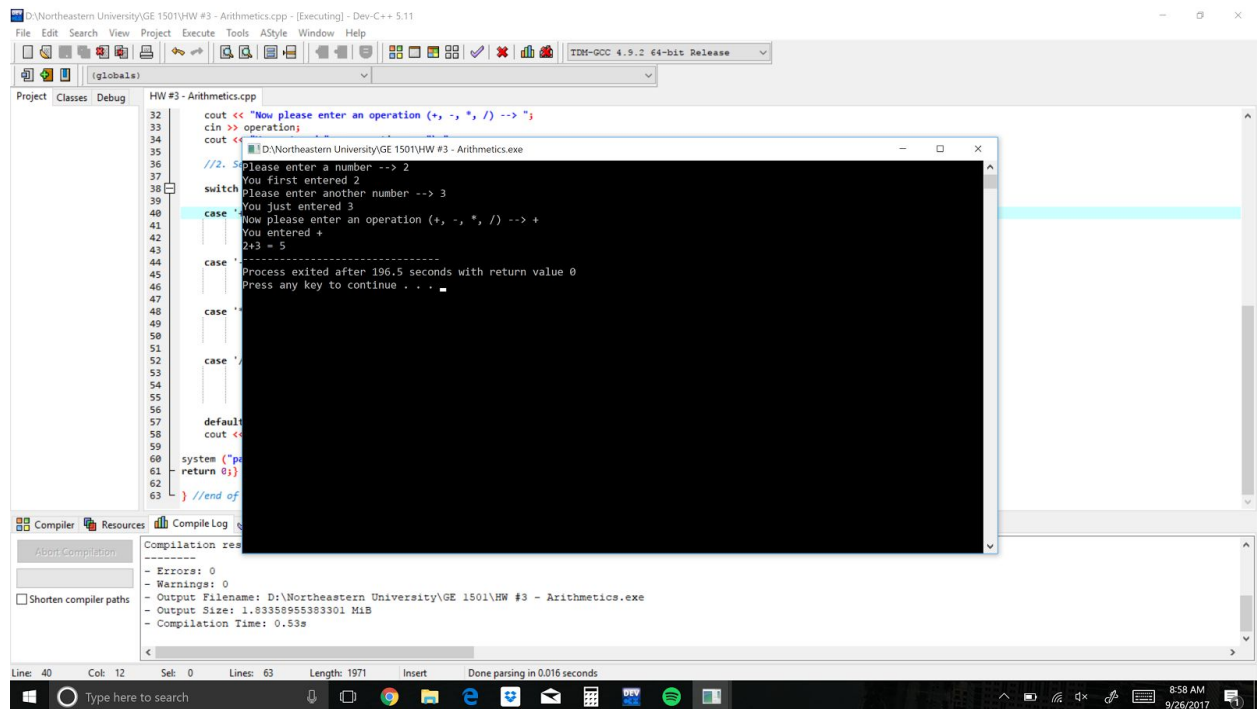 D:\Northeastern University\GE 1501\HW #3 - Arithmetics.cpp - [Executing] - Dev-C++ 5.11
File Edit Search View Project Execute Tools AStyle Window Help
TDM-GCC 4.9.2 64-bit Release
(globals)
Project Classes Debug
HW #3 - Arithmetics.cpp
32 cout << "Now please enter an operation (+, -, *, /) --> ";
33 cin >> operation;
34 cout <<
35
36 //2.
37
38 switch
39
40 case '+
41
42
43
44 case '-
45
46
47
48 case '*
49
50
51
52 case '/
53
54
55
56
57 default
58 cout <<
59
60 system ("pa
61 return 0;}
62
63 } //end of
D:\Northeastern University\GE 1501\HW #3 - Arithmetics.exe
Please enter a number --> 2
You first entered 2
Please enter another number --> 3
You just entered 3
Now please enter an operation (+, -, *, /) --> +
You entered +
2+3 = 5
--------------------------------
Process exited after 196.5 seconds with return value 0
Press any key to continue . . .
Compiler Resources Compile Log
Abort Compilation
Shorten compiler paths
Compilation res
--------
- Errors: 0
- Warnings: 0
- Output Filename: D:\Northeastern University\GE 1501\HW #3 - Arithmetics.exe
- Output Size: 1.83358955383301 MiB
- Compilation Time: 0.53s
Line: 40 Col: 12 Sel: 0 Lines: 63 Length: 1971 Insert Done parsing in 0.016 seconds
Type here to search
DEV
8:58 AM
9/26/2017
1